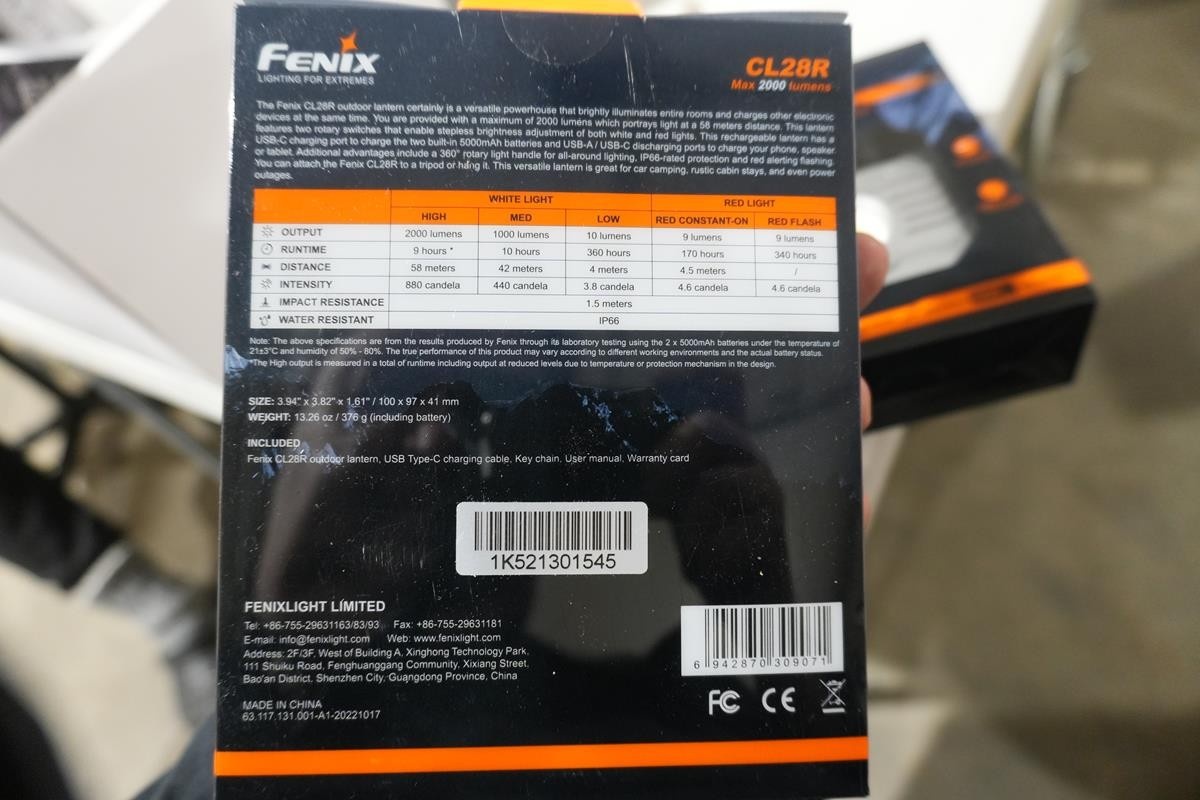 FENIX
LIGHTING FOR EXTREMES
CL28R
Max 2000 lumens
The Fenix CL28R outdoor lantern certainly is a versatile powerhouse that brightly illuminates entire rooms and charges other electronic
devices at the same time. You are provided with a maximum of 2000 lumens which portrays light at a 58 meters distance. This lantern
features two rotary switches that enable stepless brightness adjustment of both white and red lights. This rechargeable lantern has a
USB-C charging port to charge the two built-in 5000mAh batteries and USB-A / USB-C discharging ports to charge your phone, speaker
or tablet. Additional advantages include a 360° rotary light handle for all-around lighting, IP66-rated protection and red alerting flashing.
You can attach the Fenix CL28R to a tripod or hang it. This versatile lantern is great for car camping, rustic cabin stays, and even power
outages.
WHITE LIGHT RED LIGHT
HIGH MED LOW RED CONSTANT-ON RED FLASH
OUTPUT 2000 lumens 1000 lumens 10 lumens 9 lumens 9 lumens
RUNTIME 9 hours * 10 hours 360 hours 170 hours 340 hours
DISTANCE 58 meters 42 meters 4 meters 4.5 meters /
INTENSITY 880 candela 440 candela 3.8 candela 4.6 candela 4.6 candela
IMPACT RESISTANCE 1.5 meters
WATER RESISTANT IP66
Note: The above specifications are from the results produced by Fenix through its laboratory testing using the 2 x 5000mAh batteries under the temperature of
21±3°C and humidity of 50% - 80%. The true performance of this product may vary according to different working environments and the actual battery status.
*The High output is measured in a total of runtime including output at reduced levels due to temperature or protection mechanism in the design.
SIZE: 3.94" x 3.82" x 1.61" / 100 x 97 x 41 mm
WEIGHT: 13.26 oz / 376 g (including battery)
INCLUDED
Fenix CL28R outdoor lantern, USB Type-C charging cable, Key chain, User manual, Warranty card
1K521301545
FENIXLIGHT LIMITED
Tel: +86-755-29631163/83/93 Fax: +86-755-29631181
E-mail: info@fenixlight.com Web: www.fenixlight.com
Address: 2F/3F, West of Building A, Xinghong Technology Park,
111 Shuiku Road, Fenghuanggang Community, Xixiang Street,
Bao'an District, Shenzhen City, Guangdong Province, China
6 942870 309071
FC CE
MADE IN CHINA
63.117.131.001-A1-20221017